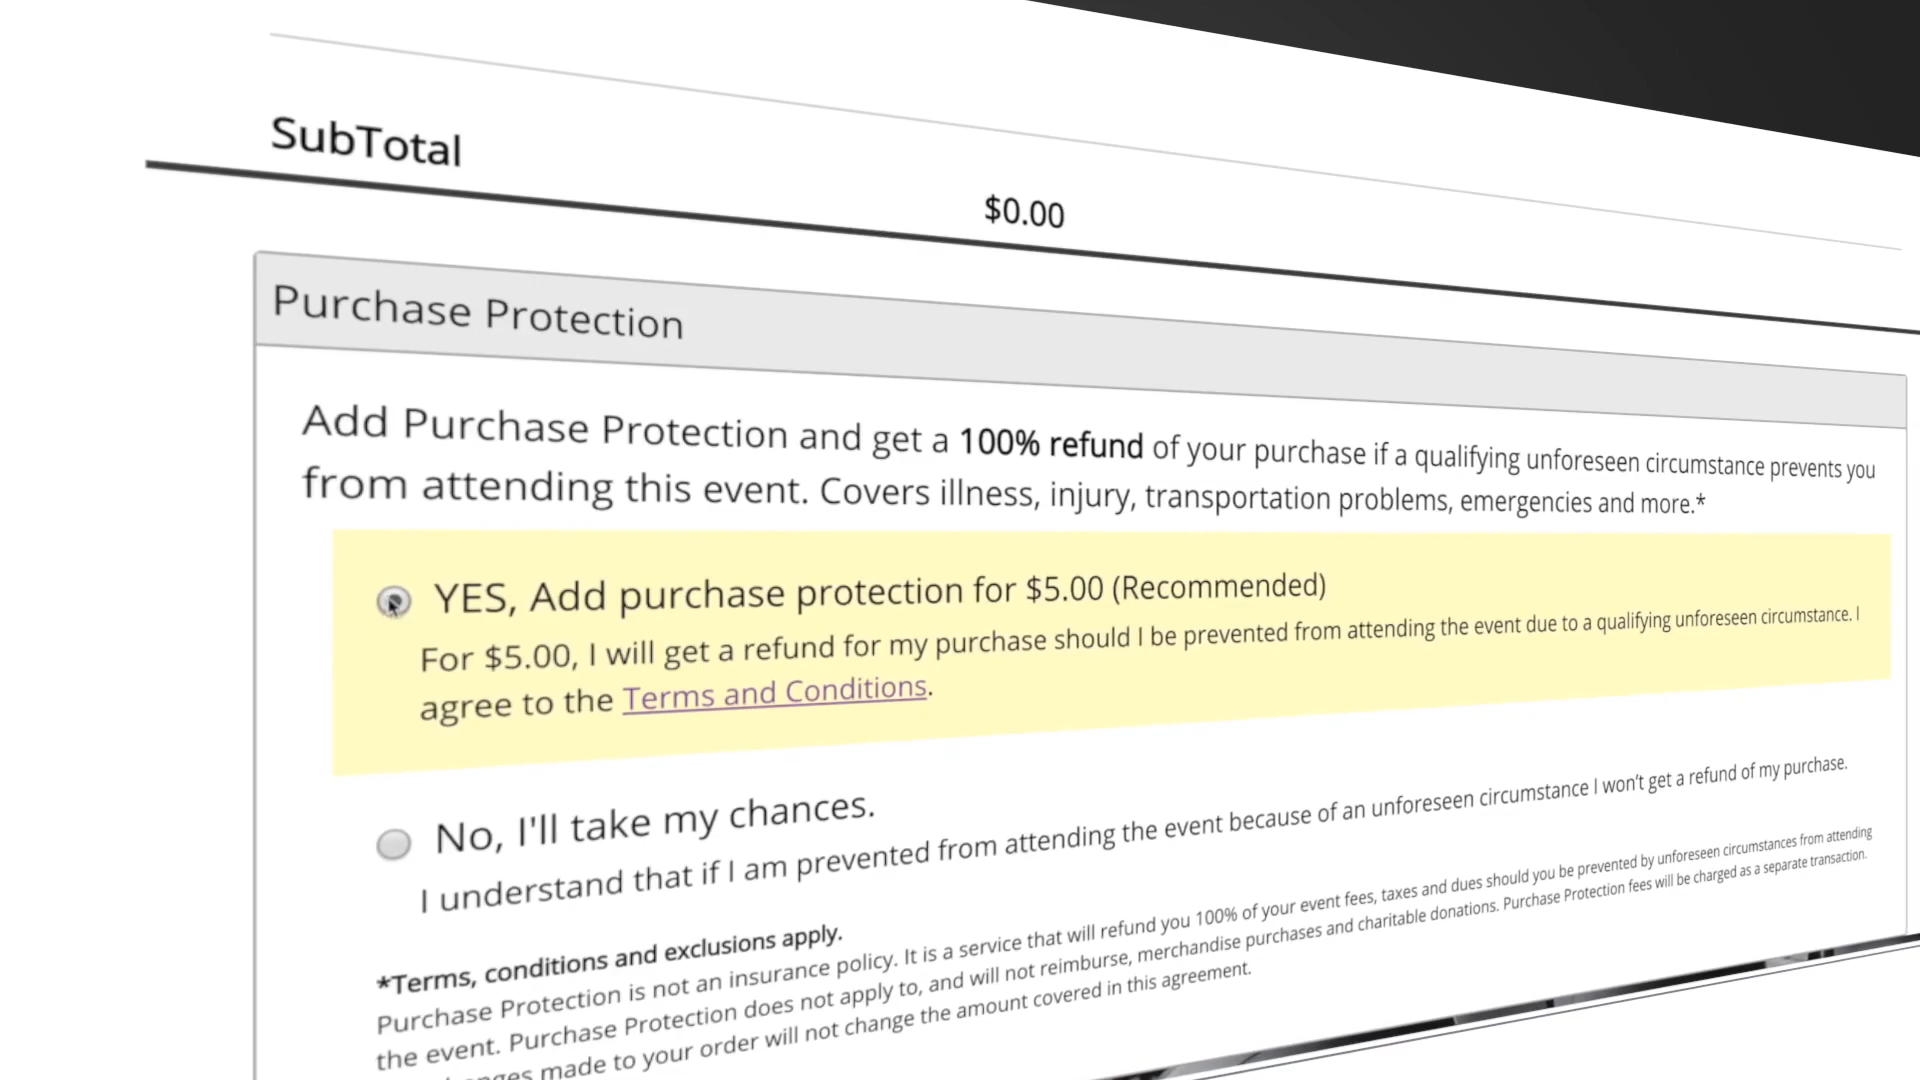 SubTotal
$0.00
Purchase Protection
Add Purchase Protection and get a 100% refund of your purchase if a qualifying unforeseen circumstance prevents you
from attending this event. Covers illness, injury, transportation problems, emergencies and more.*
YES, Add purchase protection for $5.00 (Recommended)
For $5.00, I will get a refund for my purchase should I be prevented from attending the event due to a qualifying unforeseen circumstance. I
agree to the Terms and Conditions.
No, I'll take my chances.
I understand that if I am prevented from attending the event because of an unforeseen circumstance I won't get a refund of my purchase.
*Terms, conditions and exclusions apply.
Purchase Protection is not an insurance policy. It is a service that will refund you 100% of your event fees, taxes and dues should you be prevented by unforeseen circumstances from attending
the event. Purchase Protection does not apply to, and will not reimburse, merchandise purchases and charitable donations. Purchase Protection fees will be charged as a separate transaction.
made to your order will not change the amount covered in this agreement.